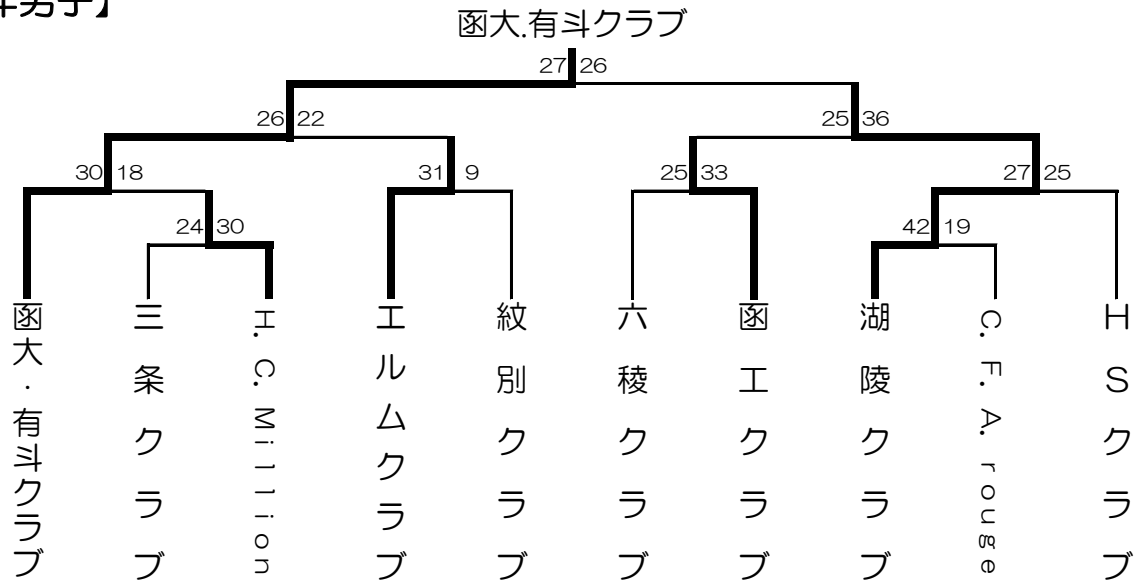 年男子】
函大.有斗クラブ
27 26
26 22
25 36
30 18
31 9
25 33
27 25
24 30
42 19
函大・有斗クラブ
三条クラブ
H.C.Million
エルムクラブ
紋別クラブ
六稜クラブ
函工クラブ
湖陵クラブ
C.F.A.rouge
HSクラブ